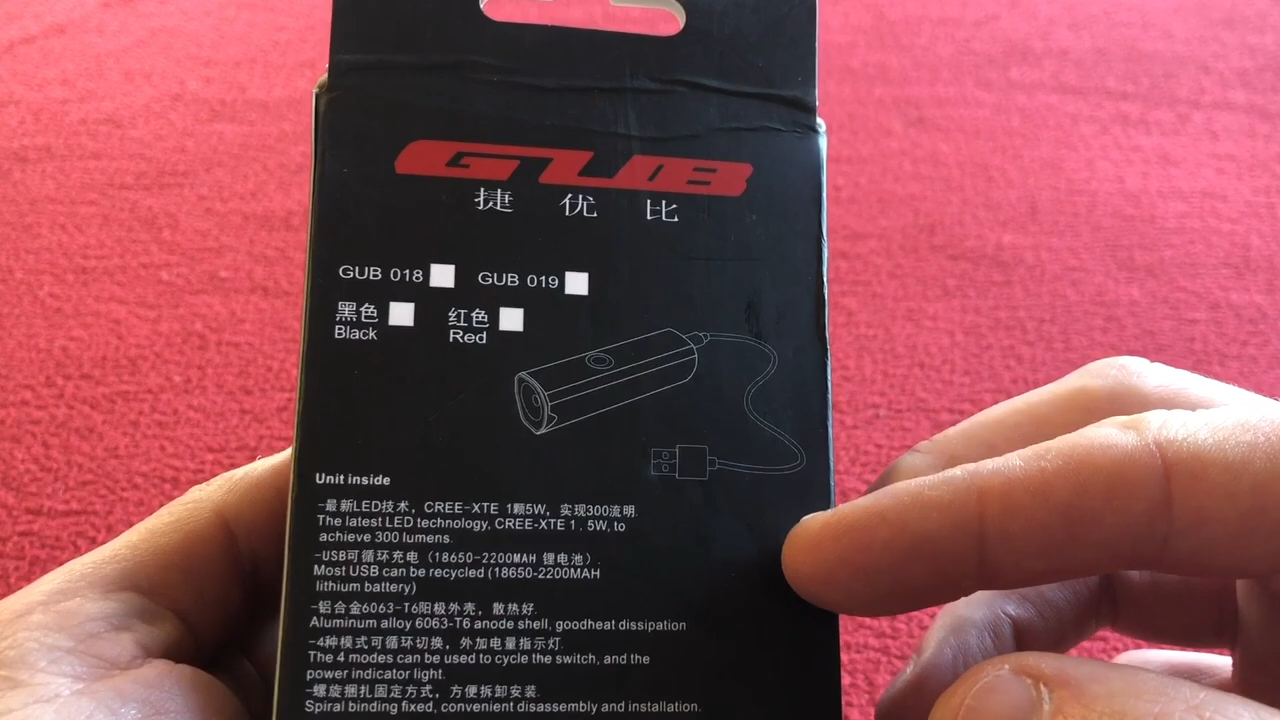 GUB
捷优比
GUB 018 GUB 019
黑色 红色
Black Red
Unit inside
-最新LED技术，CREE-XTE 1颗5W，实现300流明.
The latest LED technology, CREE-XTE 1 . 5W, to
achieve 300 lumens.
-USB可循环充电（18650-2200MAH 锂电池）.
Most USB can be recycled (18650-2200MAH
lithium battery)
-铝合金6063-T6阳极外壳，散热好.
Aluminum alloy 6063-T6 anode shell, goodheat dissipation
-4种模式可循环切换，外加电量指示灯.
The 4 modes can be used to cycle the switch, and the
power indicator light.
-螺旋捆扎固定方式，方便拆卸安装.
Spiral binding fixed, convenient disassembly and installation.